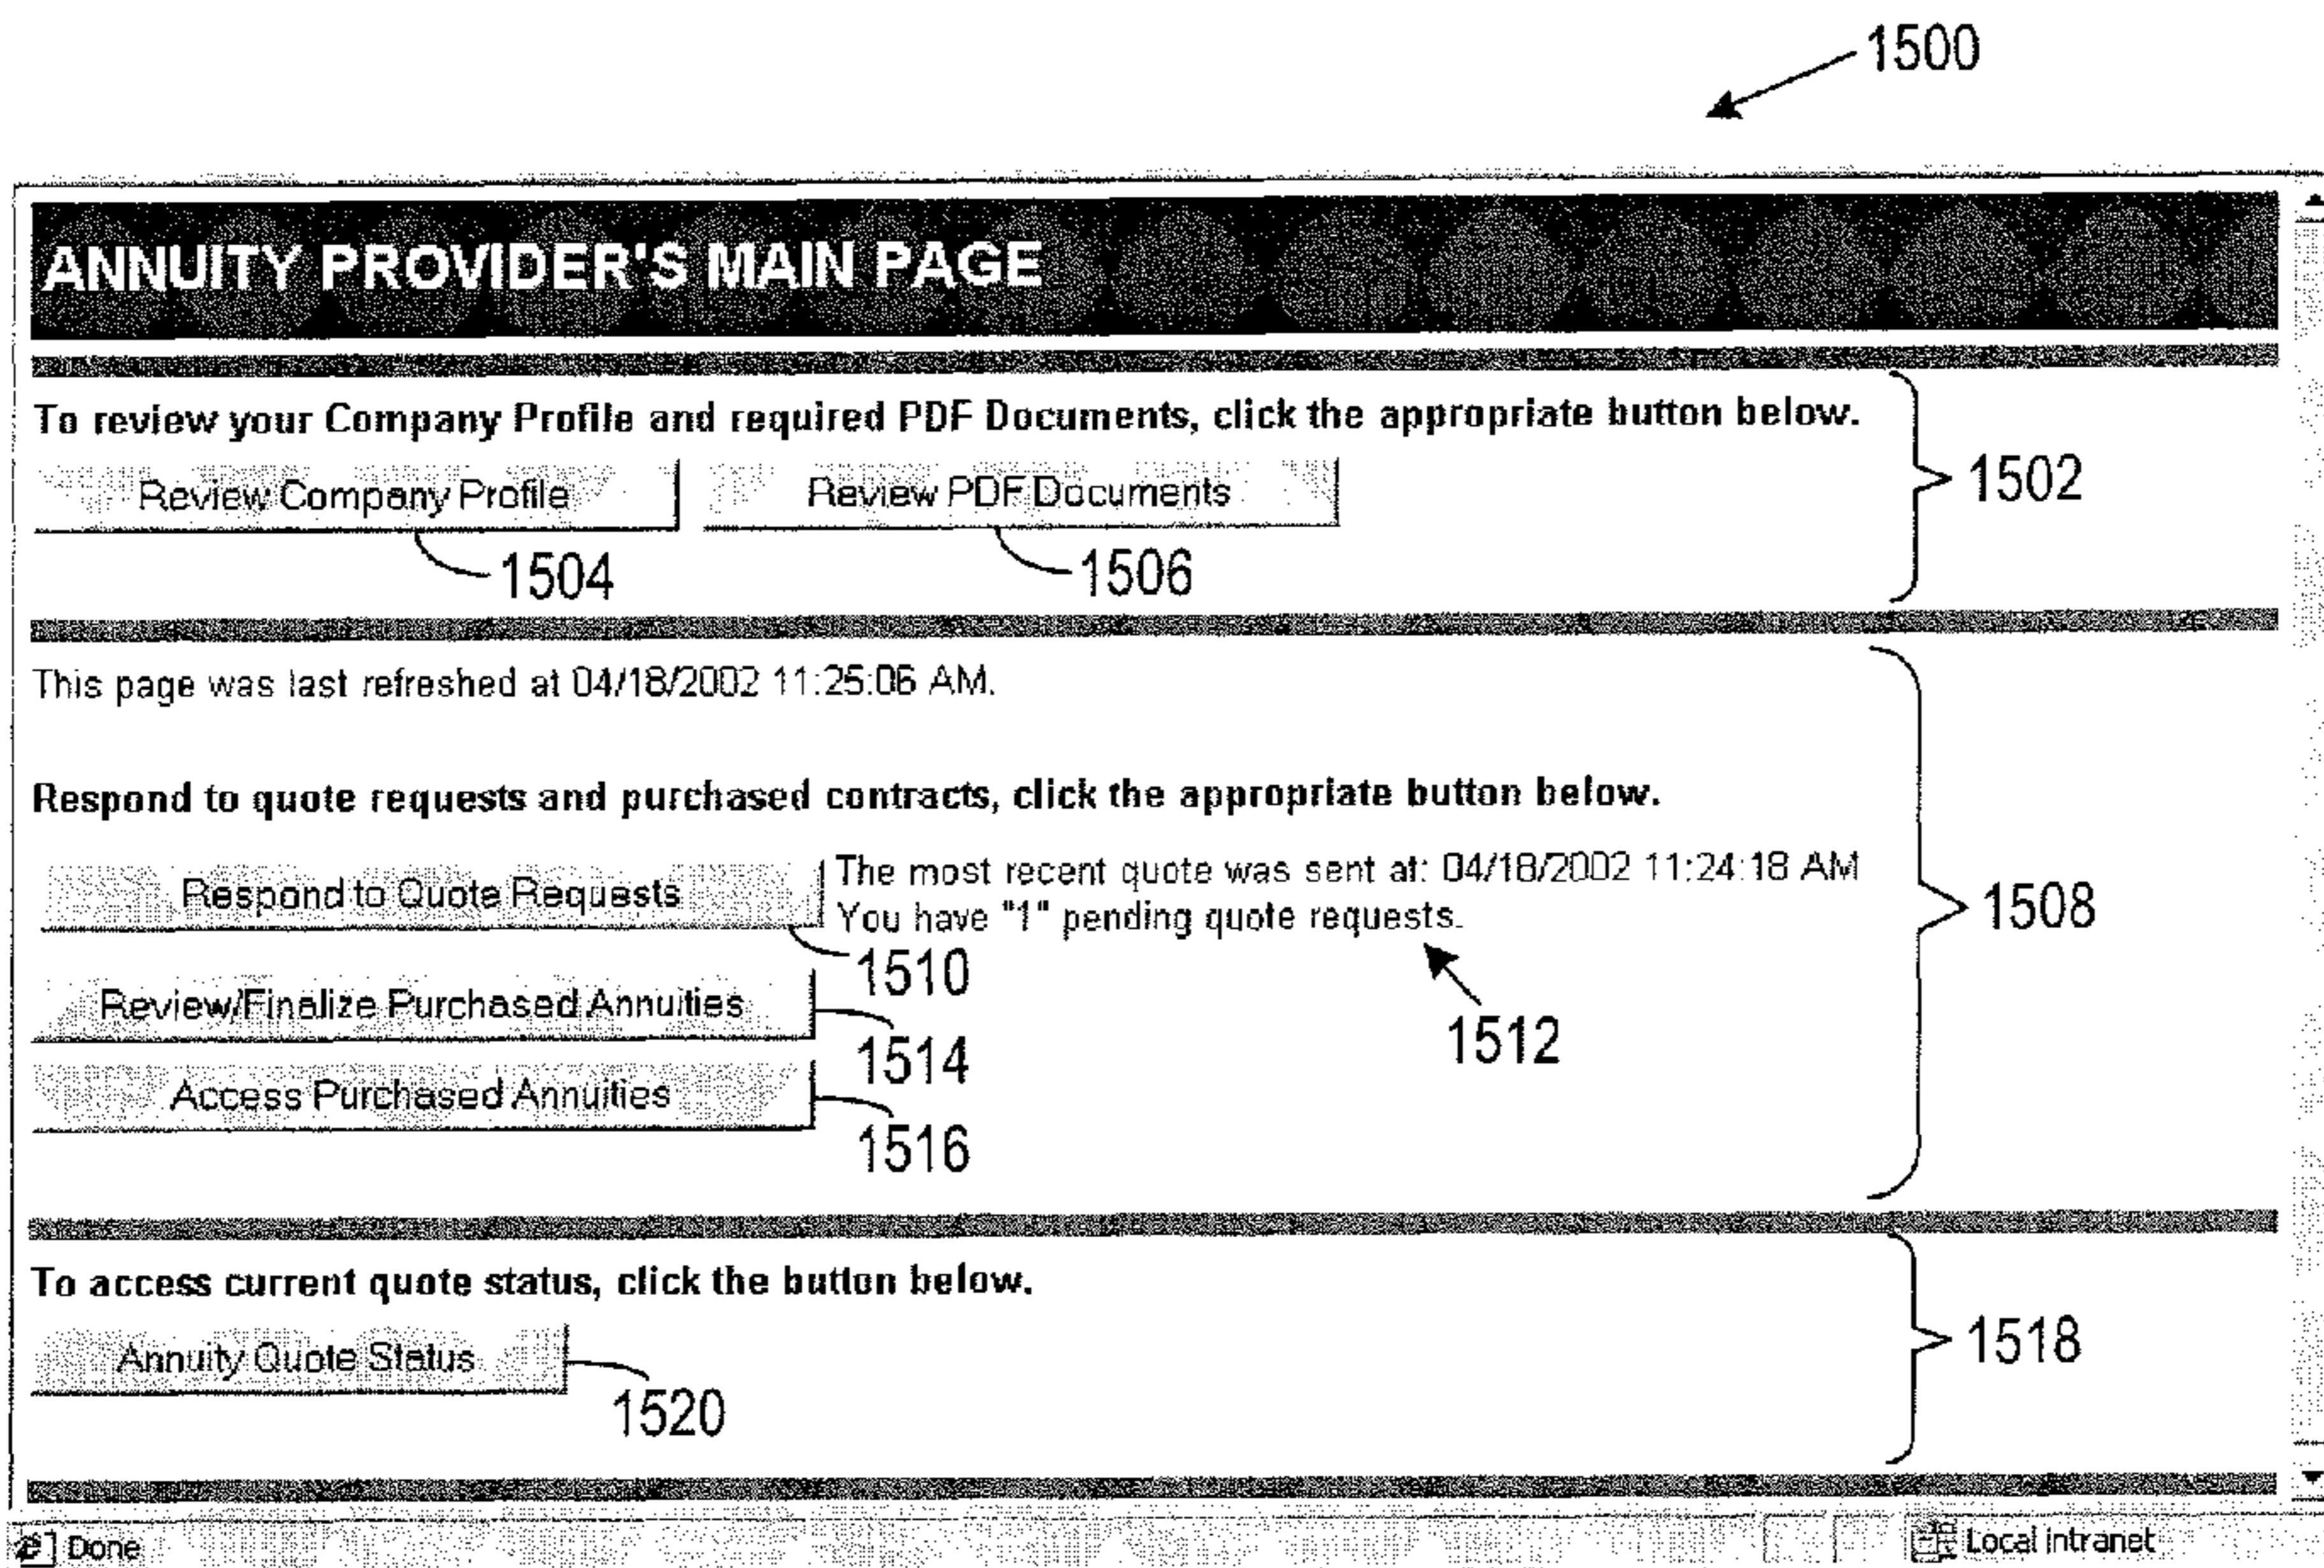 1500
ANNUITY PROVIDER'S MAIN PAGE
To review your Company Profile and required PDF Documents, click the appropriate button below.
Review Company Profile Review PDF Documents
1502
1504 1506
This page was last refreshed at 04/18/2002 11:25:06 AM.
Respond to quote requests and purchased contracts, click the appropriate button below.
Respond to Quote Requests
The most recent quote was sent at: 04/18/2002 11:24:18 AM
You have "1" pending quote requests.
1508
1510
Review/Finalize Purchased Annuities
1512
1514
Access Purchased Annuities
1516
To access current quote status, click the button below.
Annuity Quote Status
1518
1520
Done Local intranet